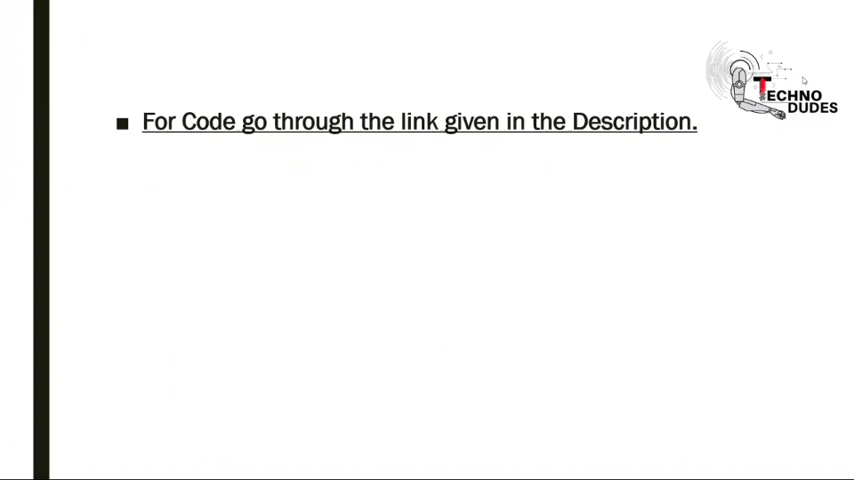 For Code go through the link given in the Description.
TECHNO
DUDES